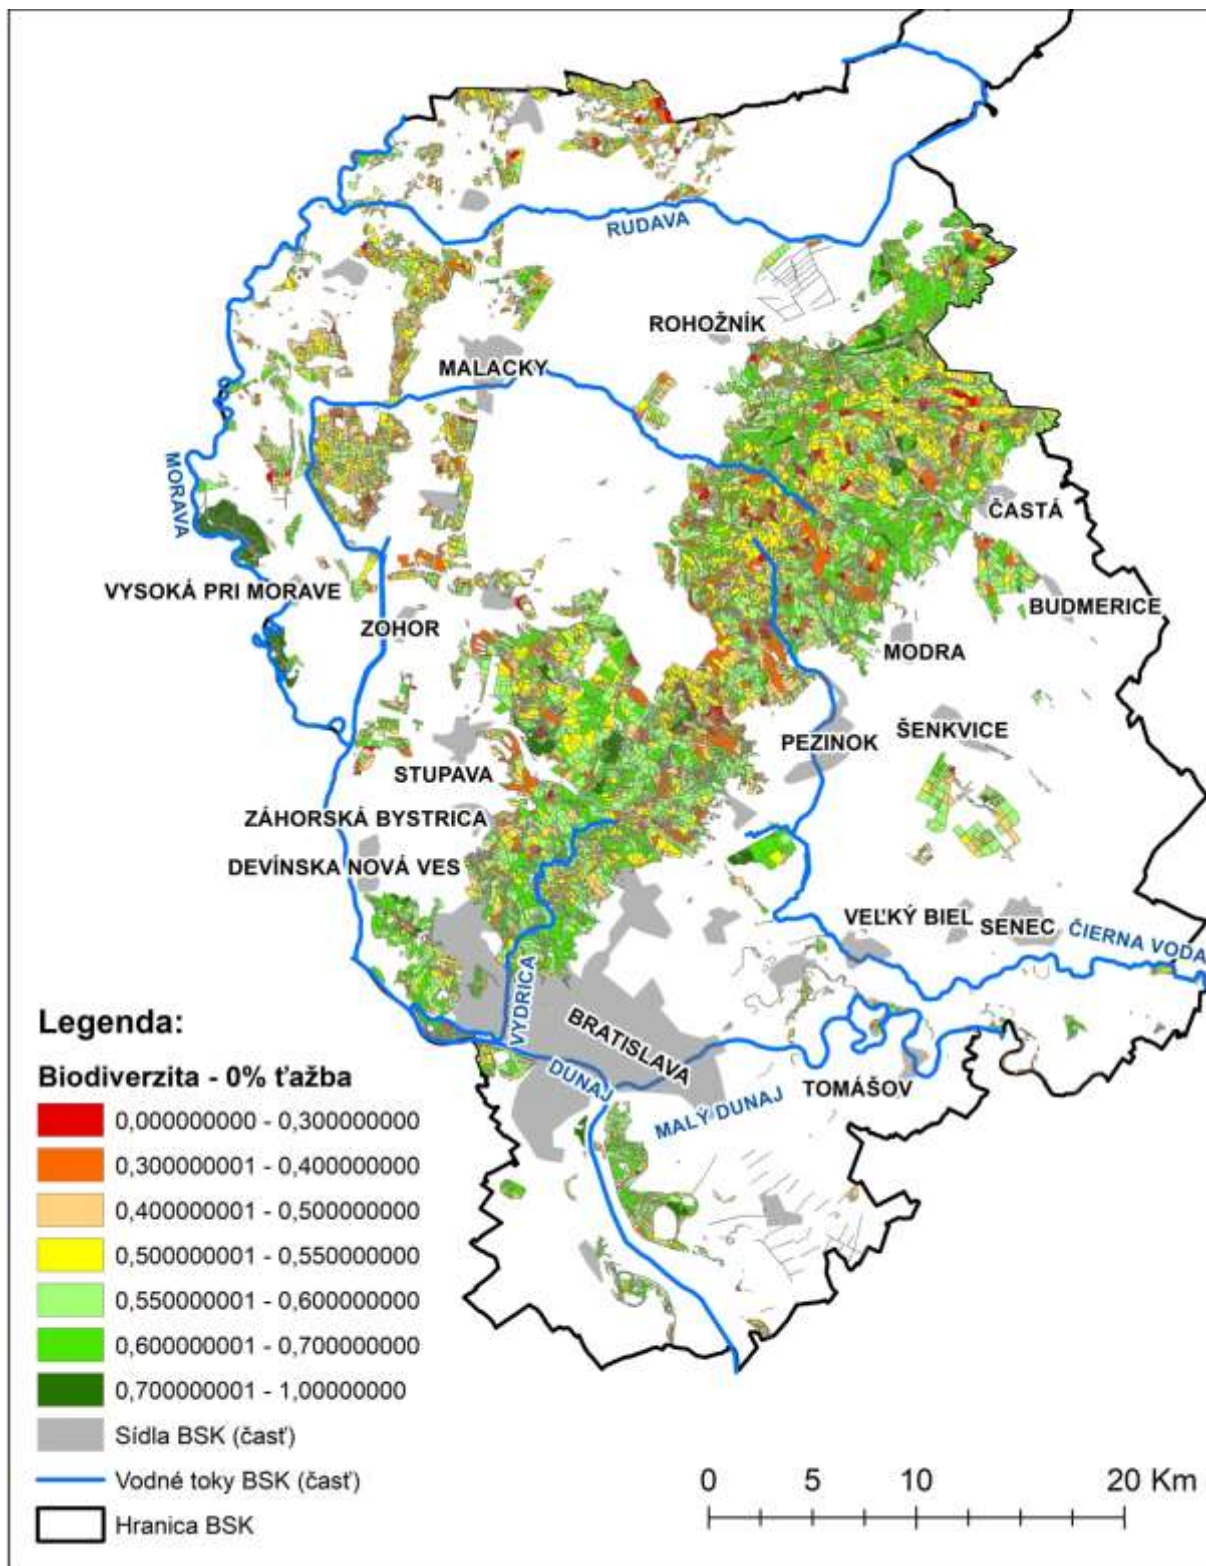 RUDAVA
ROHOŽNÍK
MALACKY
MORAVA
ČASTÁ
VYSOKÁ PRI MORAVE
BUDMERICE
ZOHOR
MODRA
ŠENKVICE
PEZINOK
STUPAVA
ZÁHORSKÁ BYSTRICA
DEVÍNSKA NOVÁ VES
VEĽKÝ BIEL
SENEC
ČIERNA VODA
VYDRICA
BRATISLAVA
DUNAJ
TOMÁŠOV
MALÝ DUNAJ
Legenda:
Biodiverzita - 0% ťažba
0,000000000 - 0,300000000
0,300000001 - 0,400000000
0,400000001 - 0,500000000
0,500000001 - 0,550000000
0,550000001 - 0,600000000
0,600000001 - 0,700000000
0,700000001 - 1,00000000
Sídla BSK (časť)
Vodné toky BSK (časť)
Hranica BSK
0 5 10 20 Km